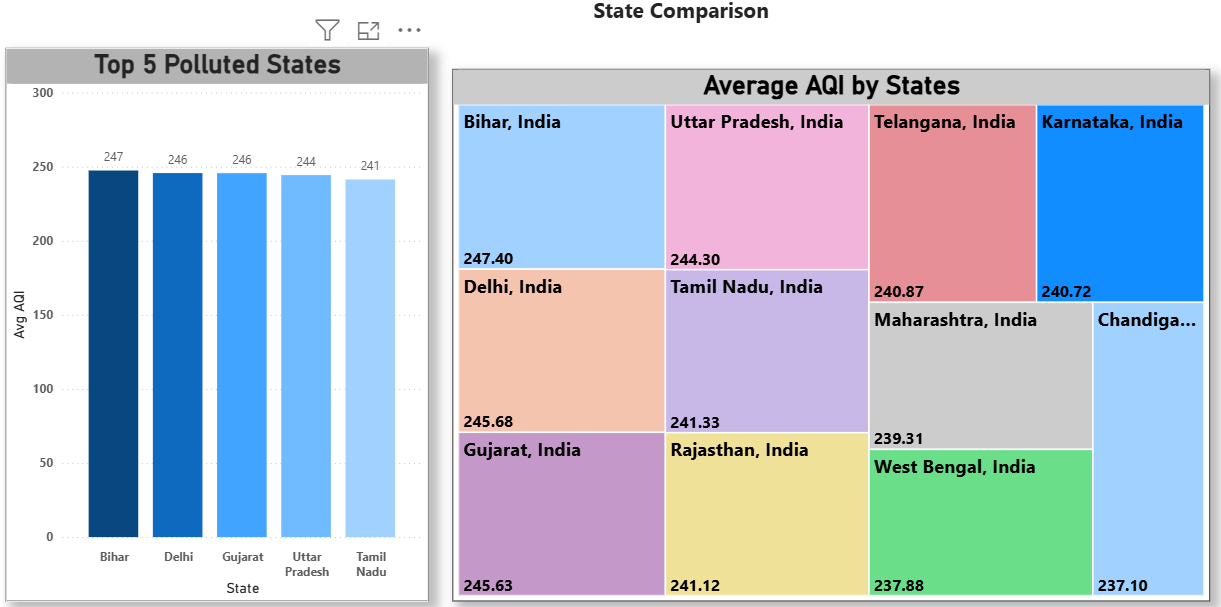 State Comparison
Top 5 Polluted States
300
250
200
150
100
50
0
Avg AQI
247
246
246
244
241
Bihar
Delhi
Gujarat
Uttar
Pradesh
Tamil
Nadu
State
Average AQI by States
Bihar, India
247.40
Delhi, India
245.68
Gujarat, India
245.63
Uttar Pradesh, India
244.30
Tamil Nadu, India
241.33
Rajasthan, India
241.12
Telangana, India
240.87
Karnataka, India
240.72
Maharashtra, India
239.31
West Bengal, India
237.88
Chandiga...
237.10